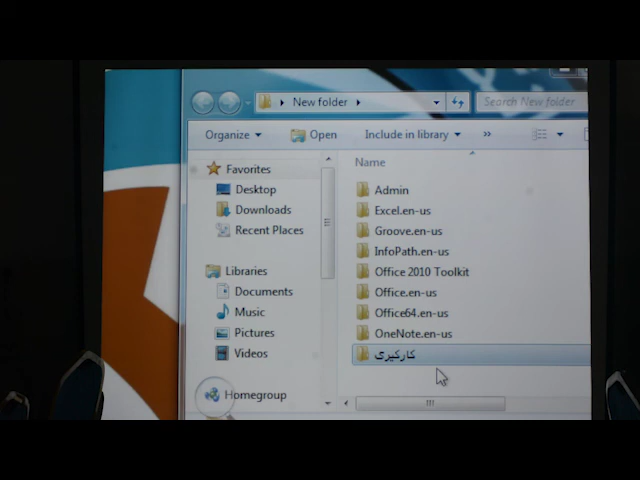 New folder
Search New folder
Organize
Open
Include in library
»
Favorites
Desktop
Downloads
Recent Places
Libraries
Documents
Music
Pictures
Videos
Homegroup
Name
Admin
Excel.en-us
Groove.en-us
InfoPath.en-us
Office 2010 Toolkit
Office.en-us
Office64.en-us
OneNote.en-us
کارکیری